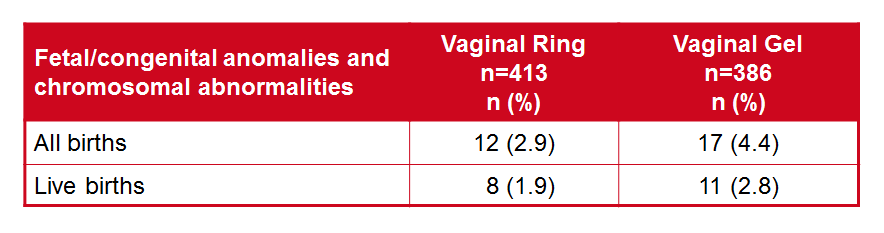 Fetal/congenital anomalies and chromosomal abnormalities | Vaginal Ring n=413 n (%) | Vaginal Gel n=386 n (%)
All births | 12 (2.9) | 17 (4.4)
Live births | 8 (1.9) | 11 (2.8)